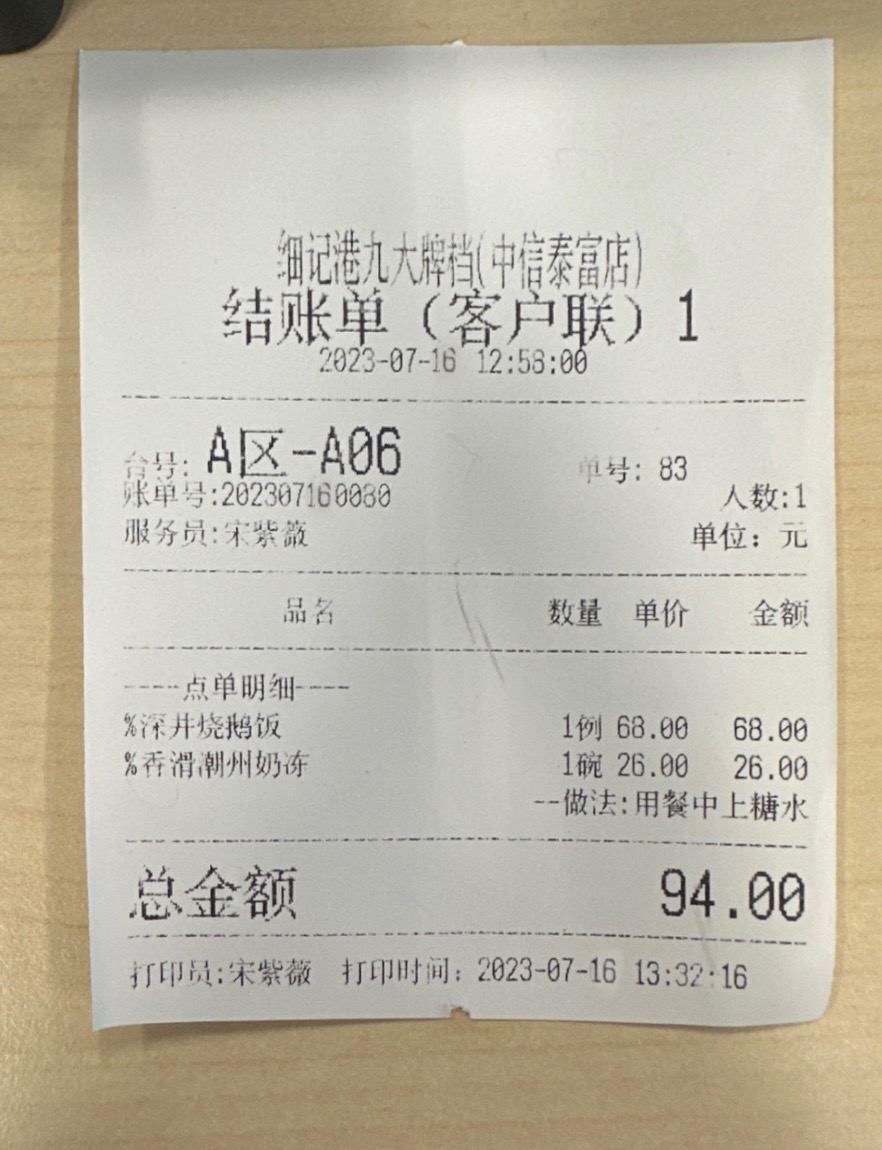 细记港九大牌档(中信泰富店)
结账单（客户联）1
2023-07-16 12:58:00
台号: A区-A06 单号: 83
账单号:202307160080 人数:1
服务员:宋紫薇 单位：元
品名 数量 单价 金额
----点单明细----
%深井烧鹅饭 1例 68.00 68.00
%香滑潮州奶冻 1碗 26.00 26.00
--做法:用餐中上糖水
总金额 94.00
打印员:宋紫薇 打印时间：2023-07-16 13:32:16